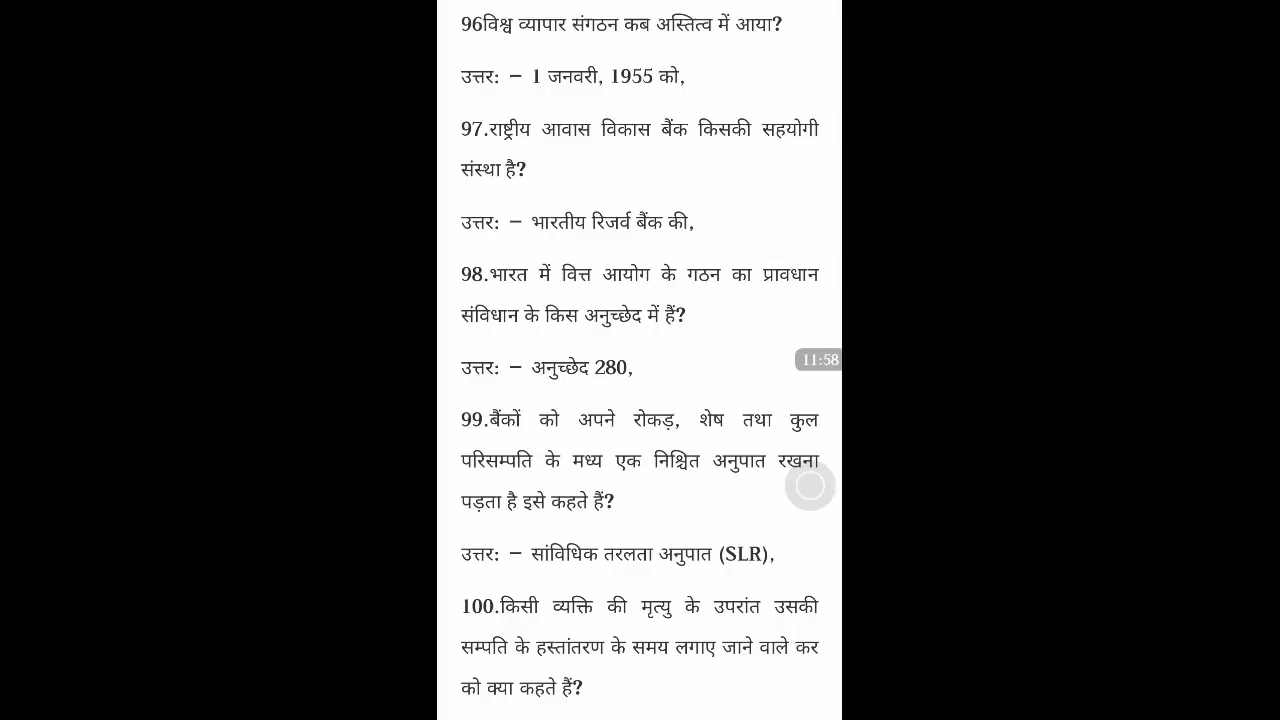 96विश्व व्यापार संगठन कब अस्तित्व में आया?
उत्तर: – 1 जनवरी, 1955 को,
97.राष्ट्रीय आवास विकास बैंक किसकी सहयोगी
संस्था है?
उत्तर: – भारतीय रिजर्व बैंक की,
98.भारत में वित्त आयोग के गठन का प्रावधान
संविधान के किस अनुच्छेद में हैं?
11:58
उत्तर: – अनुच्छेद 280,
99.बैंकों को अपने रोकड़, शेष तथा कुल
परिसम्पति के मध्य एक निश्चित अनुपात रखना
पड़ता है इसे कहते हैं?
उत्तर: – सांविधिक तरलता अनुपात (SLR),
100.किसी व्यक्ति की मृत्यु के उपरांत उसकी
सम्पति के हस्तांतरण के समय लगाए जाने वाले कर
को क्या कहते हैं?